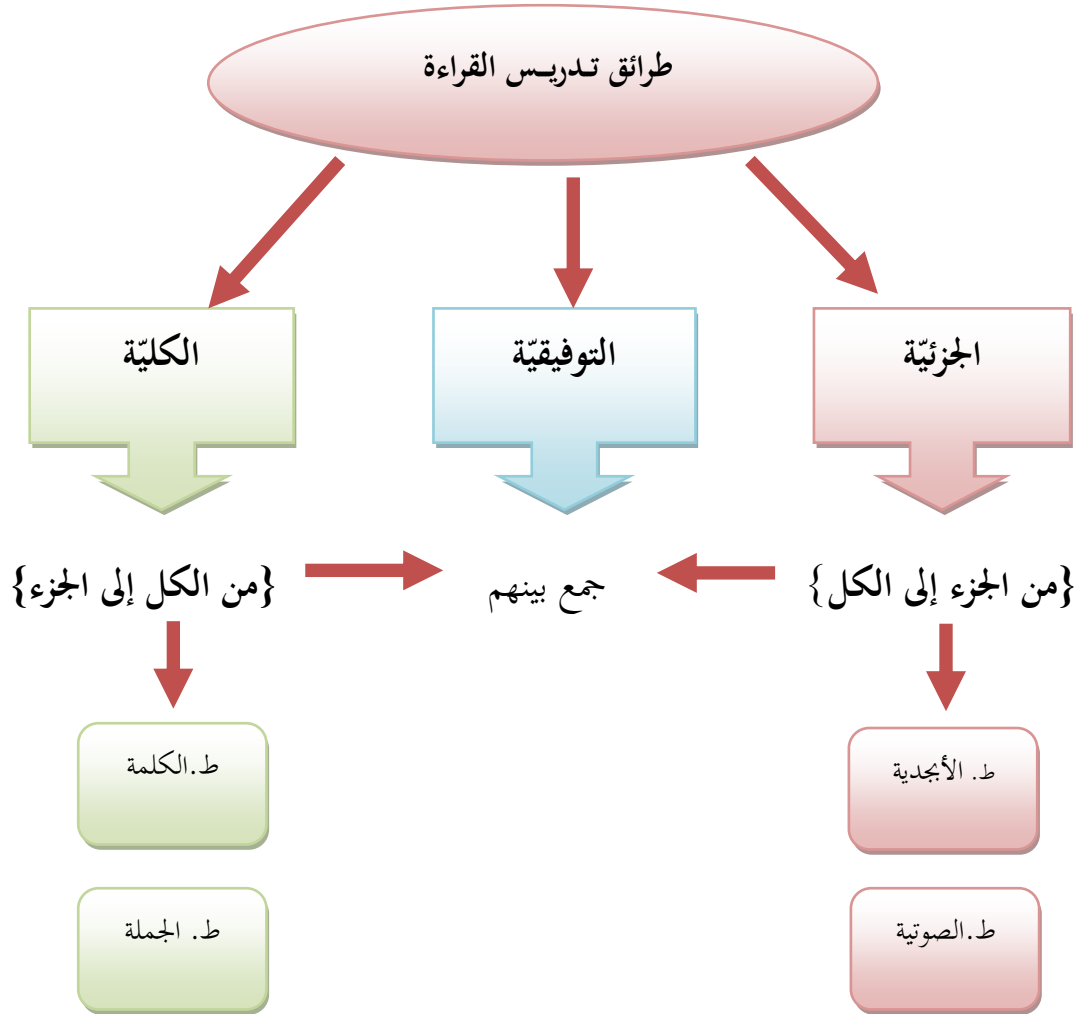 طرائق تـدريــس القراءة
الجزئيّة
التوفيقيّة
الكليّة
{من الجزء إلى الكل}
جمع بينهم
{من الكل إلى الجزء}
ط. الأبجدية
ط.الكلمة
ط.الصوتية
ط. الجملة